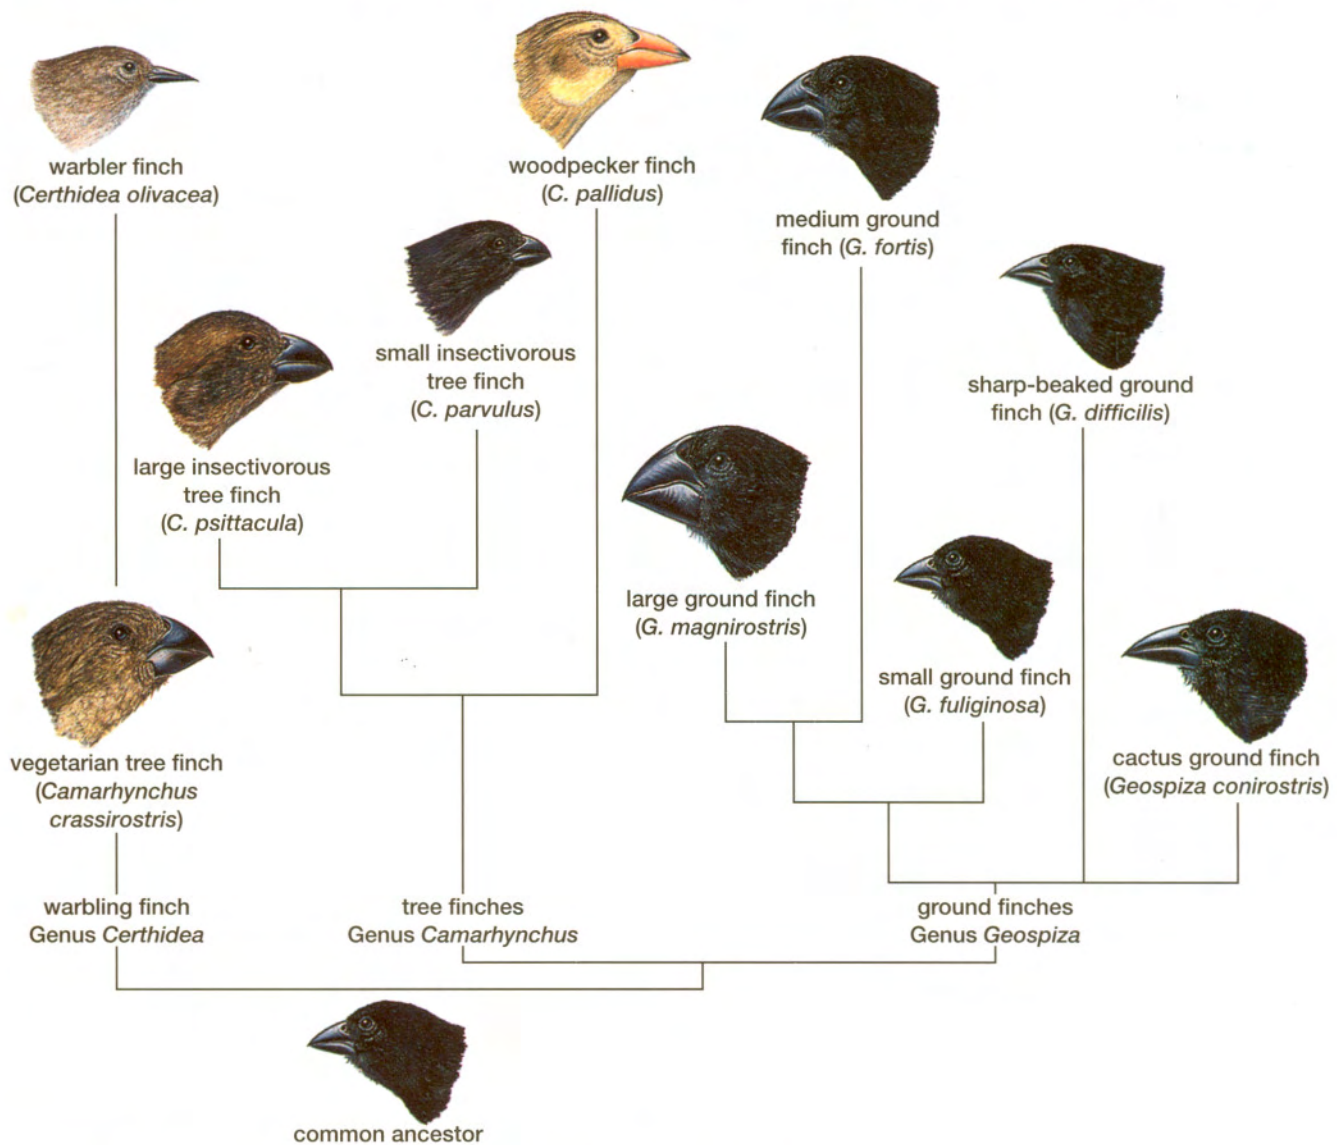 warbler finch
(Certhidea olivacea)
woodpecker finch
(C. pallidus)
medium ground
finch (G. fortis)
small insectivorous
tree finch
(C. parvulus)
sharp-beaked ground
finch (G. difficilis)
large insectivorous
tree finch
(C. psittacula)
large ground finch
(G. magnirostris)
small ground finch
(G. fuliginosa)
vegetarian tree finch
(Camarhynchus
crassirostris)
cactus ground finch
(Geospiza conirostris)
warbling finch
Genus Certhidea
tree finches
Genus Camarhynchus
ground finches
Genus Geospiza
common ancestor